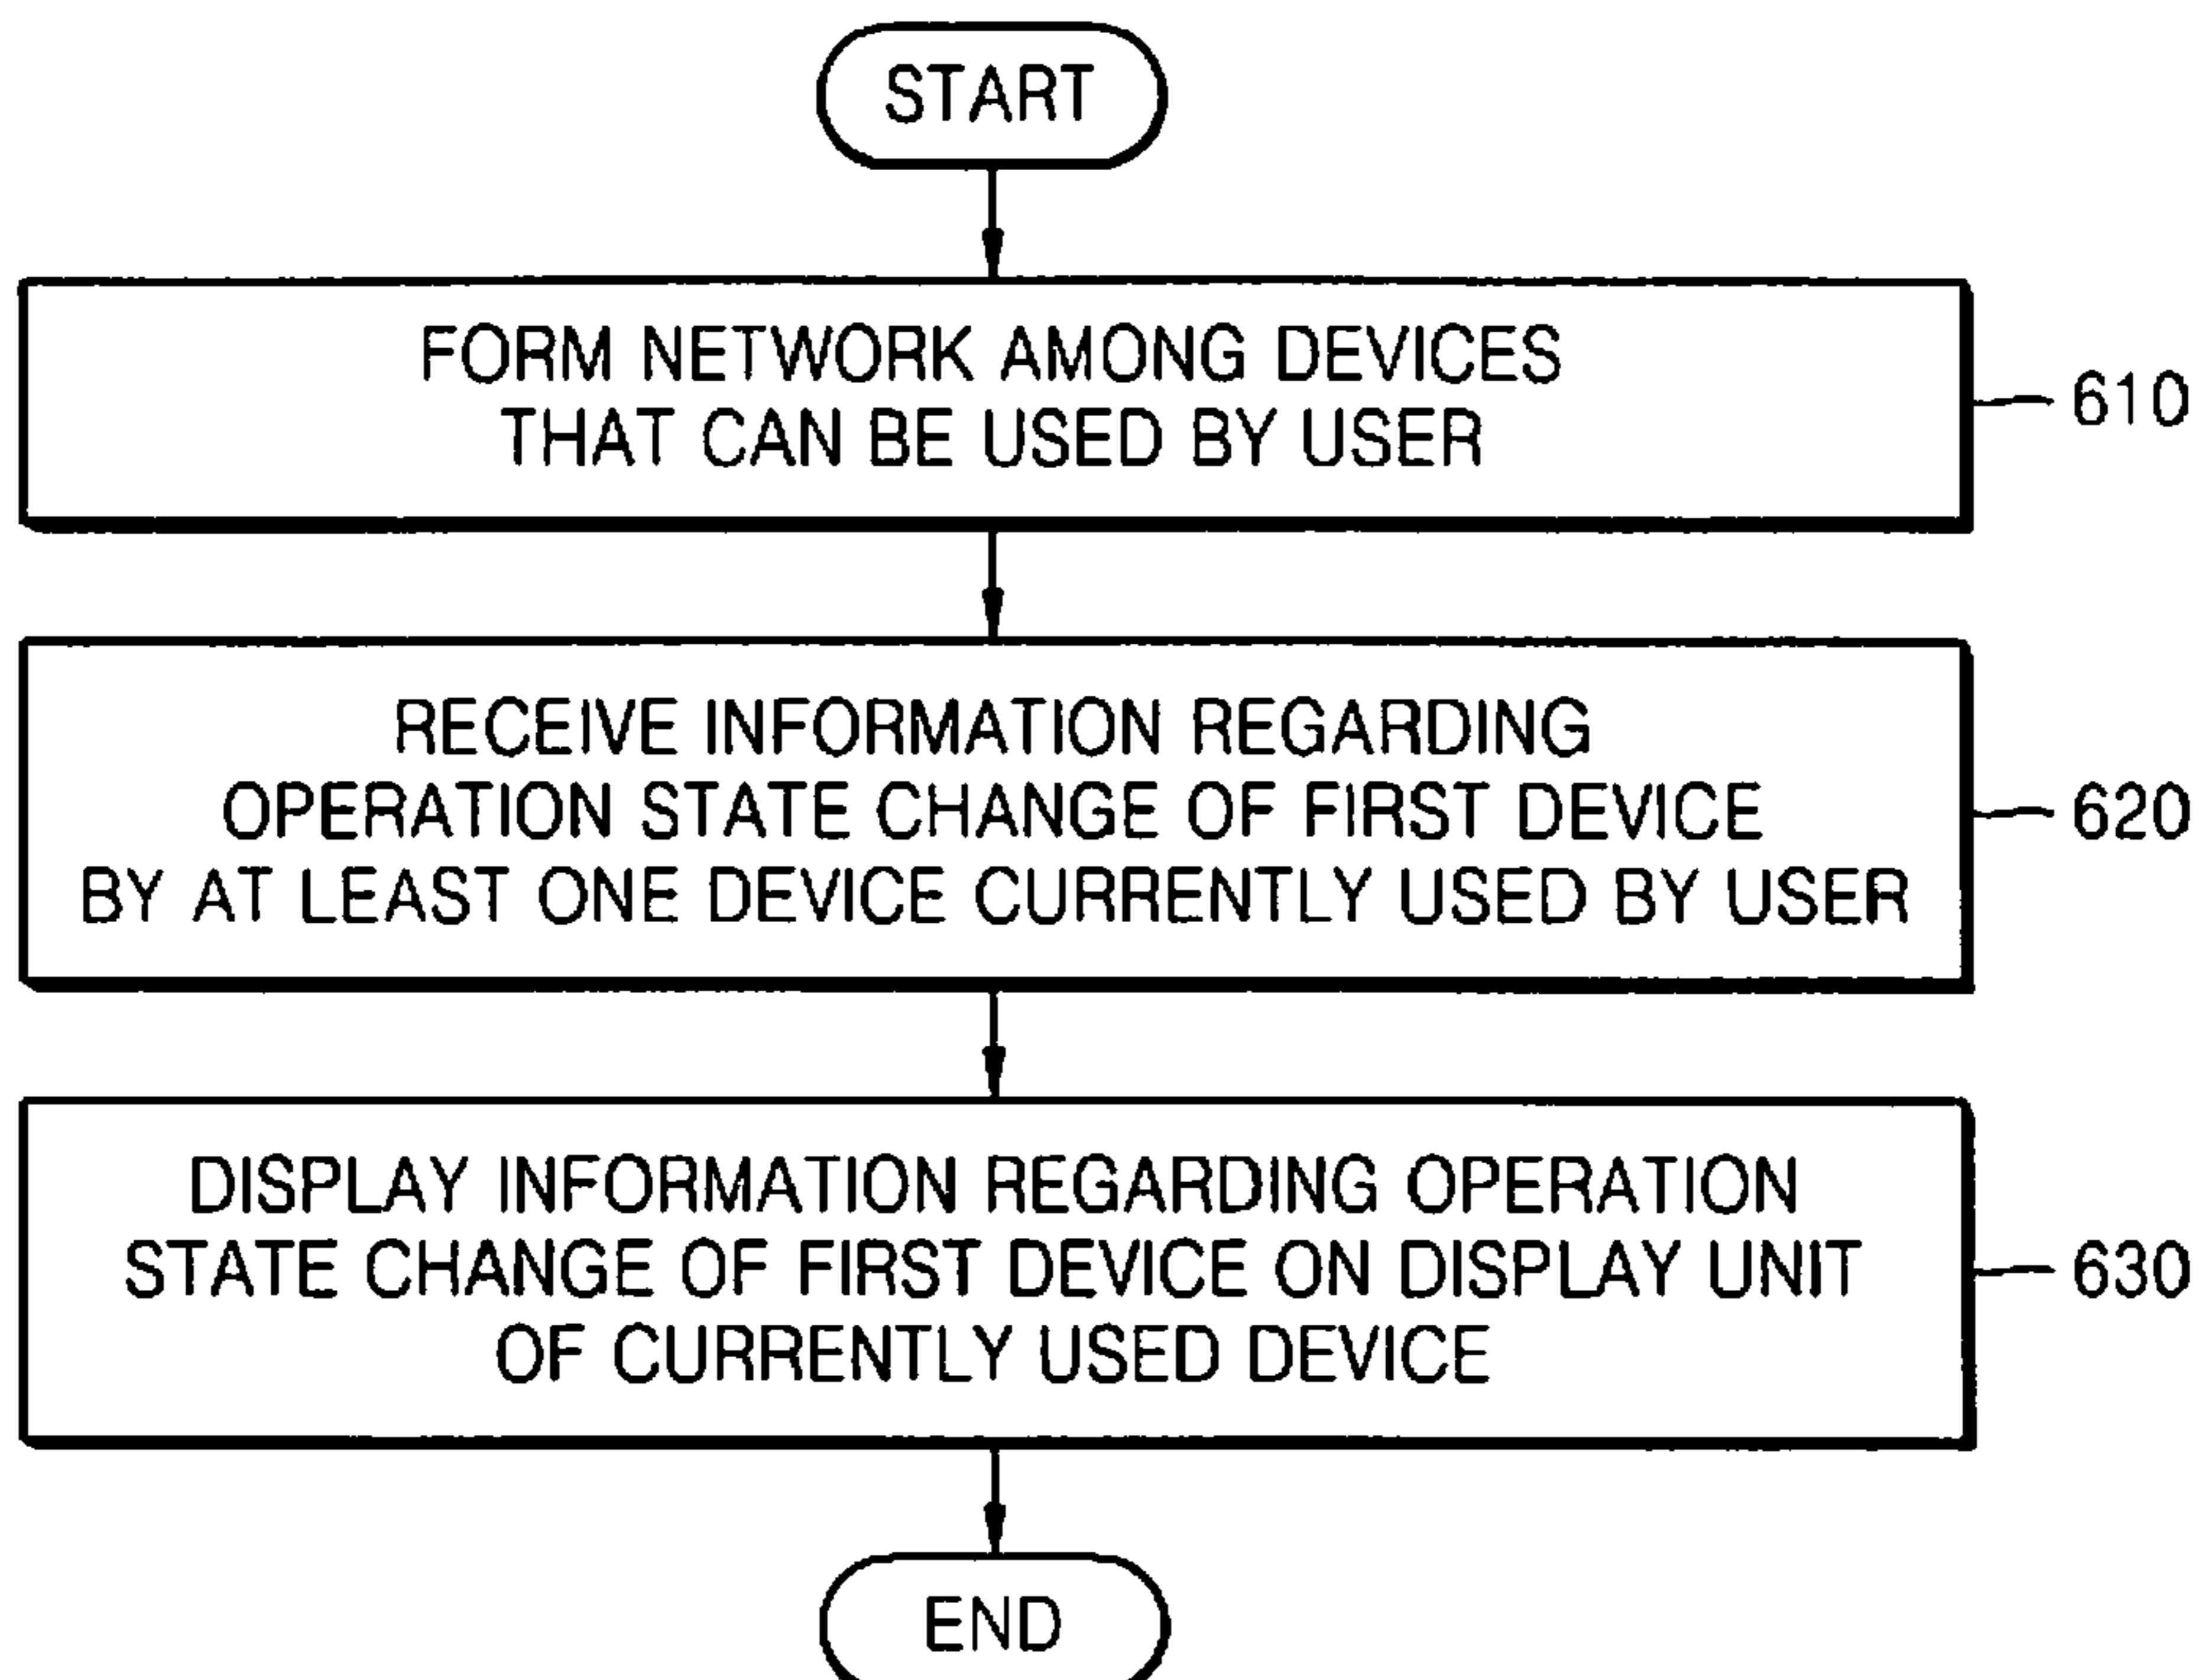 START
FORM NETWORK AMONG DEVICES
THAT CAN BE USED BY USER
610
RECEIVE INFORMATION REGARDING
OPERATION STATE CHANGE OF FIRST DEVICE
BY AT LEAST ONE DEVICE CURRENTLY USED BY USER
620
DISPLAY INFORMATION REGARDING OPERATION
STATE CHANGE OF FIRST DEVICE ON DISPLAY UNIT
OF CURRENTLY USED DEVICE
630
END